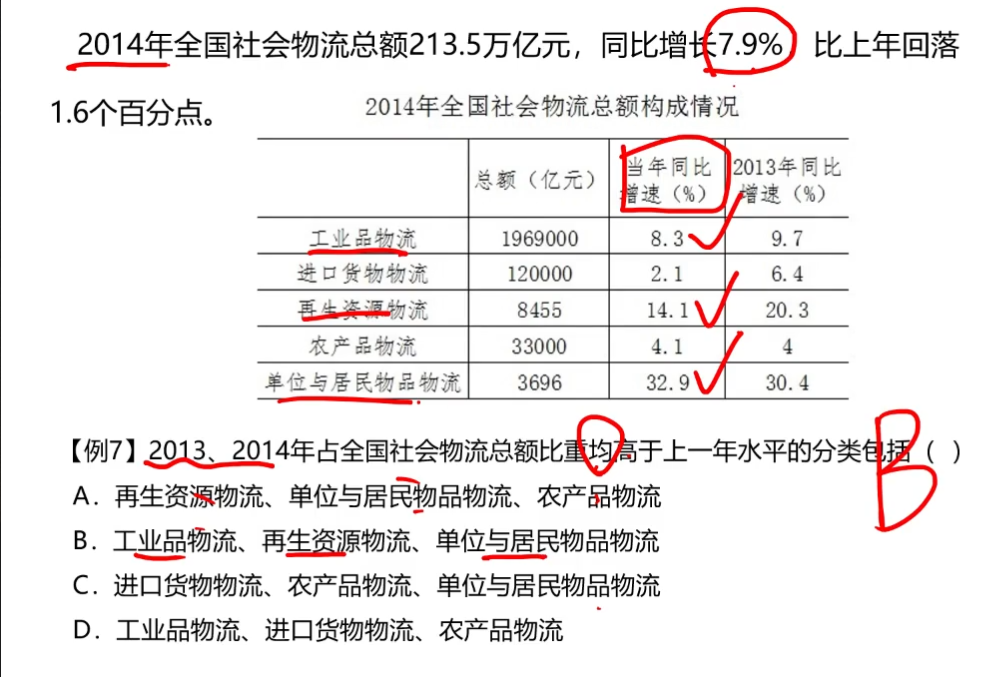 2014年全国社会物流总额213.5万亿元，同比增长7.9% 比上年回落
1.6个百分点。
2014年全国社会物流总额构成情况
总额（亿元） 当年同比增速（%） 2013年同比增速（%）
工业品物流 1969000 8.3 9.7
进口货物物流 120000 2.1 6.4
再生资源物流 8455 14.1 20.3
农产品物流 33000 4.1 4
单位与居民物品物流 3696 32.9 30.4
【例7】2013、2014年占全国社会物流总额比重均高于上一年水平的分类包括（ ）
A．再生资源物流、单位与居民物品物流、农产品物流
B．工业品物流、再生资源物流、单位与居民物品物流
C．进口货物物流、农产品物流、单位与居民物品物流
D．工业品物流、进口货物物流、农产品物流
B